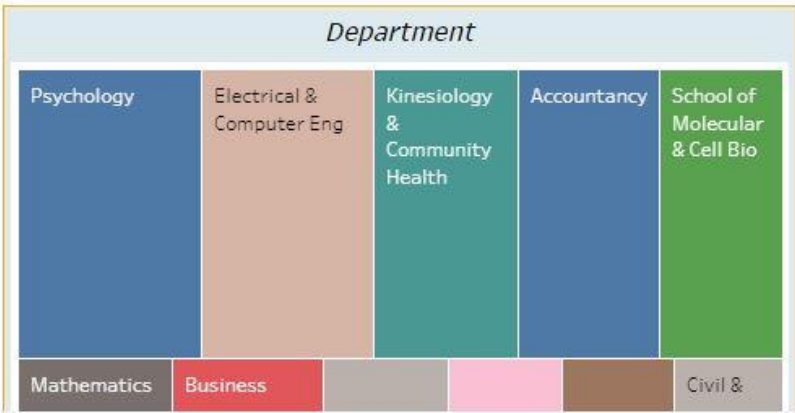 Department
Psychology
Electrical &
Computer Eng
Kinesiology
&
Community
Health
Accountancy
School of
Molecular
& Cell Bio
Mathematics
Business
Civil &